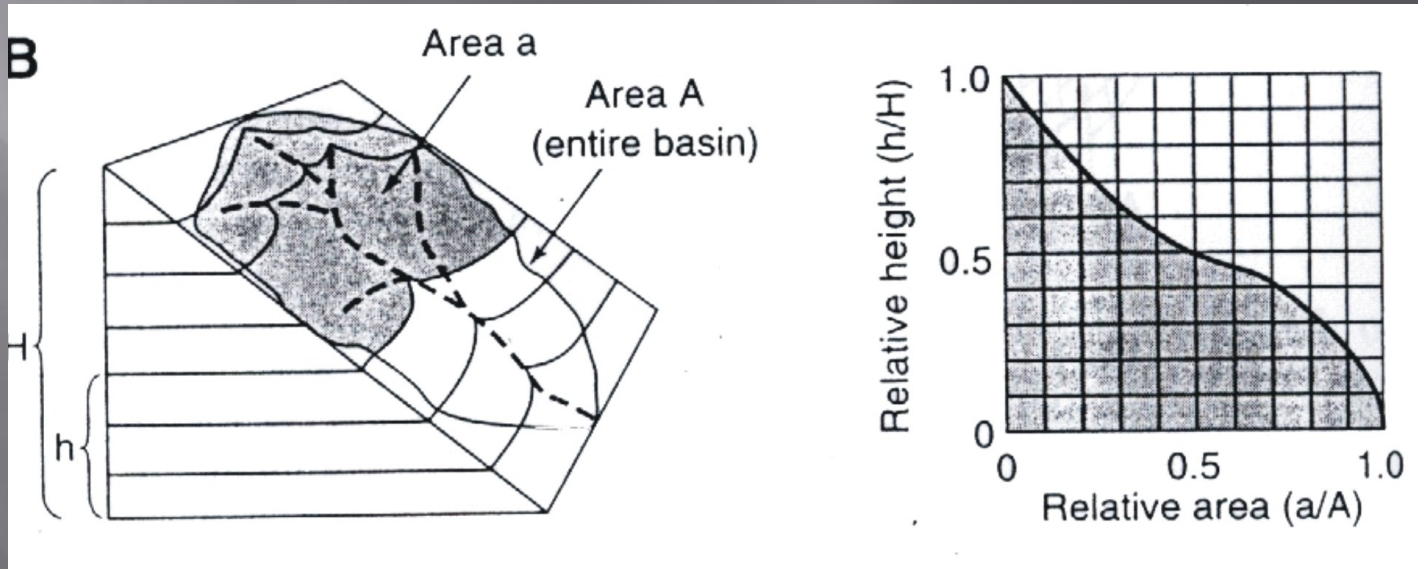 B
Area a
Area A
(entire basin)
H
h
Relative height (h/H)
1.0
0.5
0
0
0.5
1.0
Relative area (a/A)